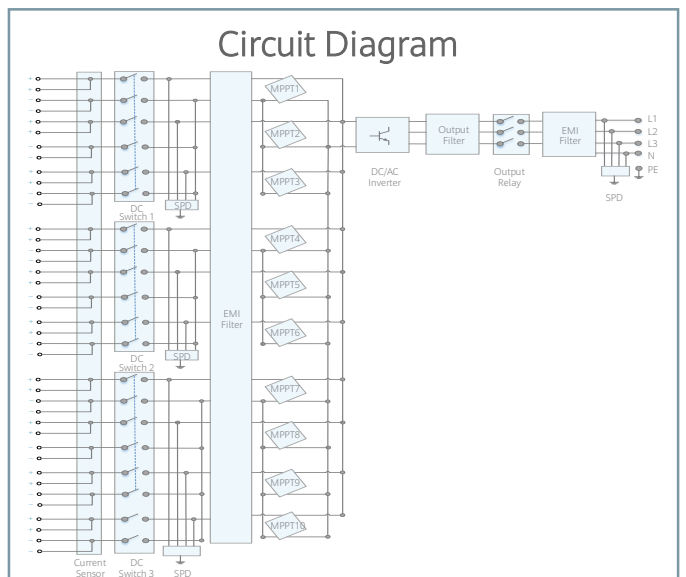 Circuit Diagram
MPPT1
MPPT2
MPPT3
MPPT4
MPPT5
MPPT6
MPPT7
MPPT8
MPPT9
MPPT10
DC
Switch 1
SPD
DC
Switch 2
SPD
EMI
Filter
Current
Sensor
DC
Switch 3
SPD
DC/AC
Inverter
Output
Filter
Output
Relay
EMI
Filter
L1
L2
L3
N
PE
SPD